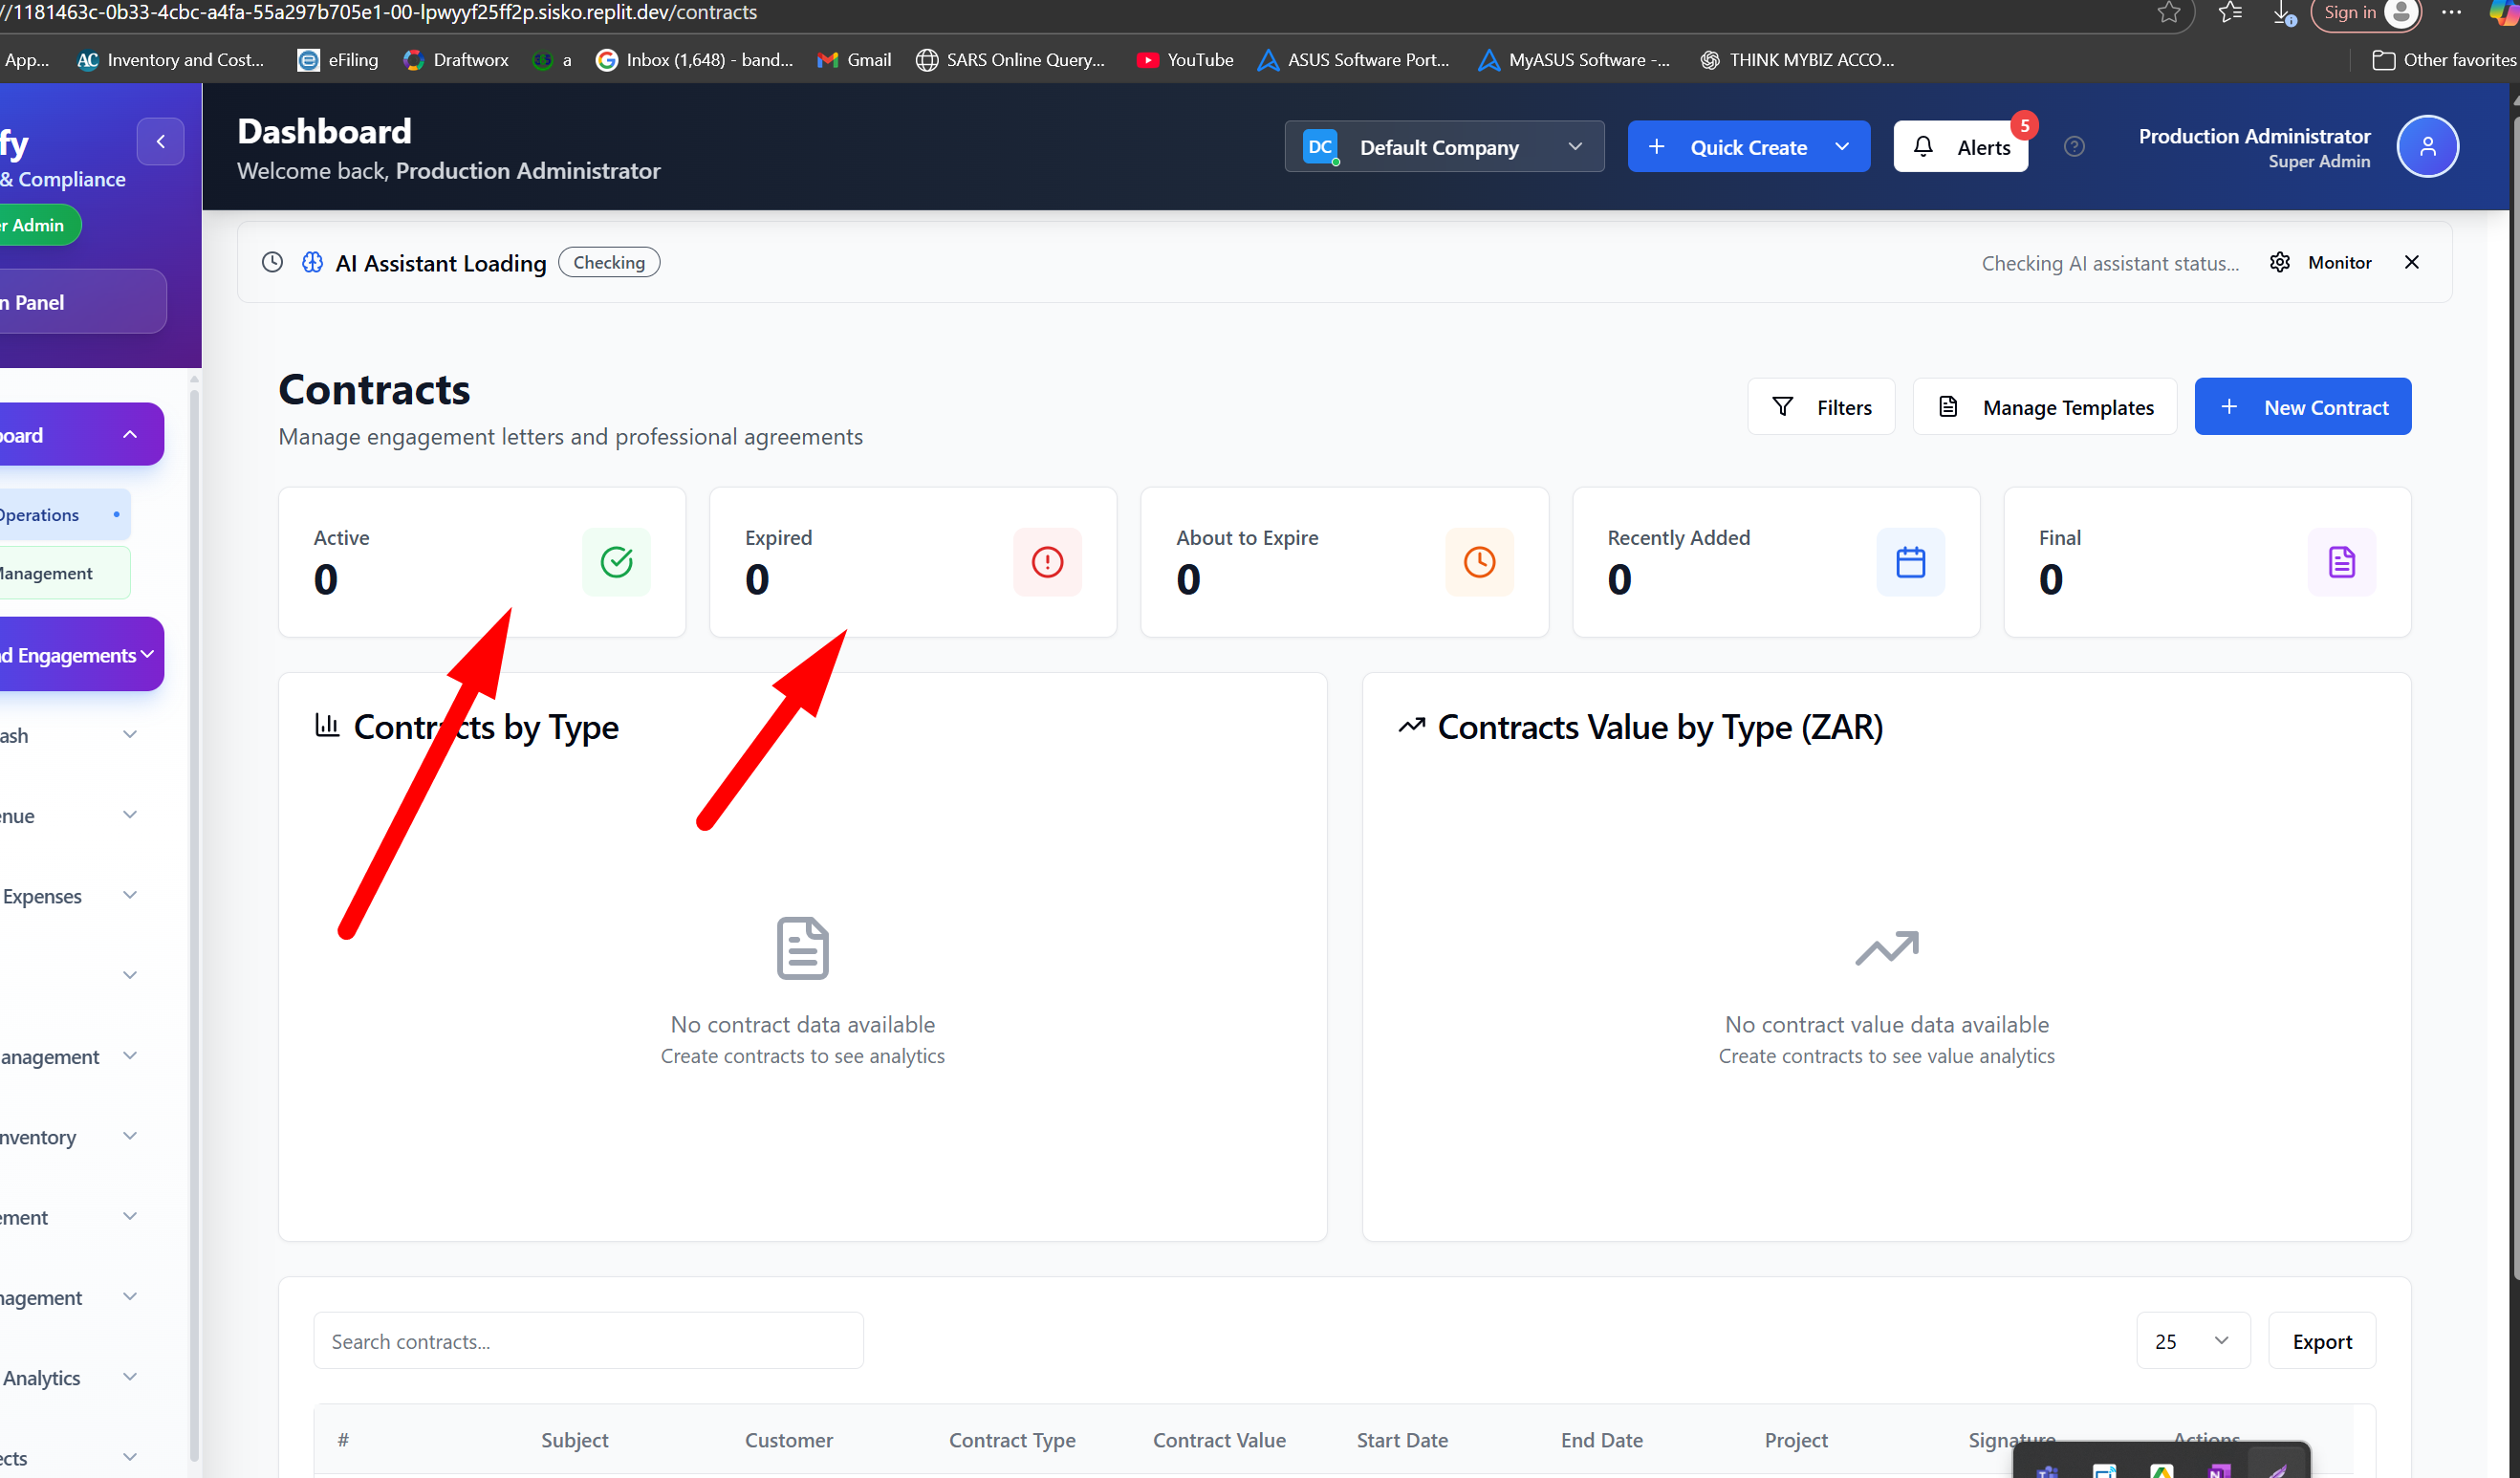 //1181463c-0b33-4cbc-a4fa-55a297b705e1-00-lpwyyf25ff2p.sisko.replit.dev/contracts
Sign in
App...
AC Inventory and Cost...
eFiling
Draftworx
a
Inbox (1,648) - band...
Gmail
SARS Online Query...
YouTube
ASUS Software Port...
MyASUS Software -...
THINK MYBIZ ACCO...
Other favorites
fy
& Compliance
er Admin
n Panel
Dashboard
Welcome back, Production Administrator
DC Default Company
+ Quick Create
Alerts
5
Production Administrator
Super Admin
AI Assistant Loading
Checking
Checking AI assistant status...
Monitor
board
Operations
Management
d Engagements
ash
enue
Expenses
anagement
nventory
ement
nagement
Analytics
ects
Contracts
Manage engagement letters and professional agreements
Filters
Manage Templates
+ New Contract
Active
0
Expired
0
About to Expire
0
Recently Added
0
Final
0
Contracts by Type
No contract data available
Create contracts to see analytics
Contracts Value by Type (ZAR)
No contract value data available
Create contracts to see value analytics
Search contracts...
25
Export
# Subject Customer Contract Type Contract Value Start Date End Date Project Signature Actions